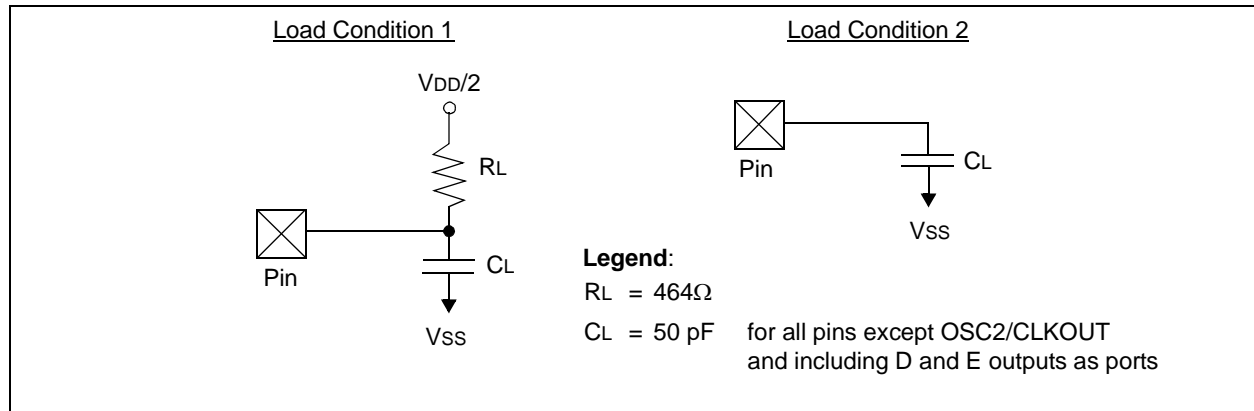 Load Condition 1
VDD/2
RL
Pin
CL
VSS
Load Condition 2
Pin
CL
VSS
Legend:
RL = 464Ω
CL = 50 pF for all pins except OSC2/CLKOUT
and including D and E outputs as ports